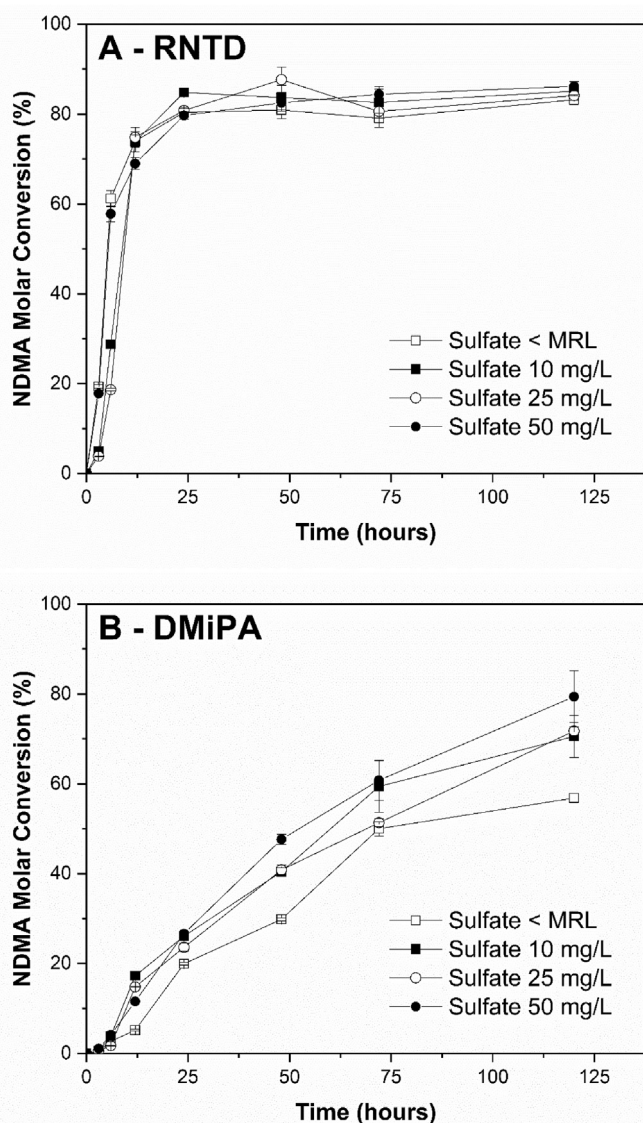 A - RNTD
100
80
60
40
20
0
NDMA Molar Conversion (%)
Sulfate < MRL
Sulfate 10 mg/L
Sulfate 25 mg/L
Sulfate 50 mg/L
0 25 50 75 100 125
Time (hours)
B - DMiPA
100
80
60
40
20
0
NDMA Molar Conversion (%)
Sulfate < MRL
Sulfate 10 mg/L
Sulfate 25 mg/L
Sulfate 50 mg/L
0 25 50 75 100 125
Time (hours)